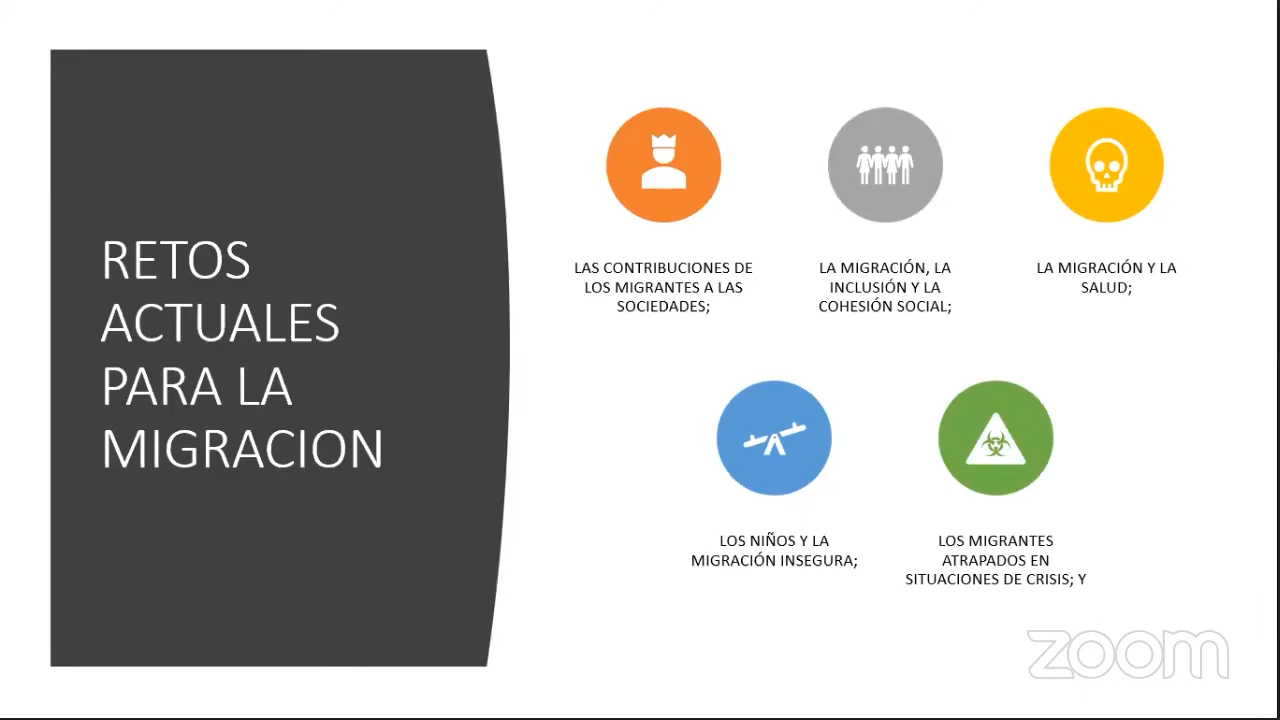 RETOS
ACTUALES
PARA LA
MIGRACION
LAS CONTRIBUCIONES DE
LOS MIGRANTES A LAS
SOCIEDADES;
LA MIGRACIÓN, LA
INCLUSIÓN Y LA
COHESIÓN SOCIAL;
LA MIGRACIÓN Y LA
SALUD;
LOS NIÑOS Y LA
MIGRACIÓN INSEGURA;
LOS MIGRANTES
ATRAPADOS EN
SITUACIONES DE CRISIS; Y
zoom